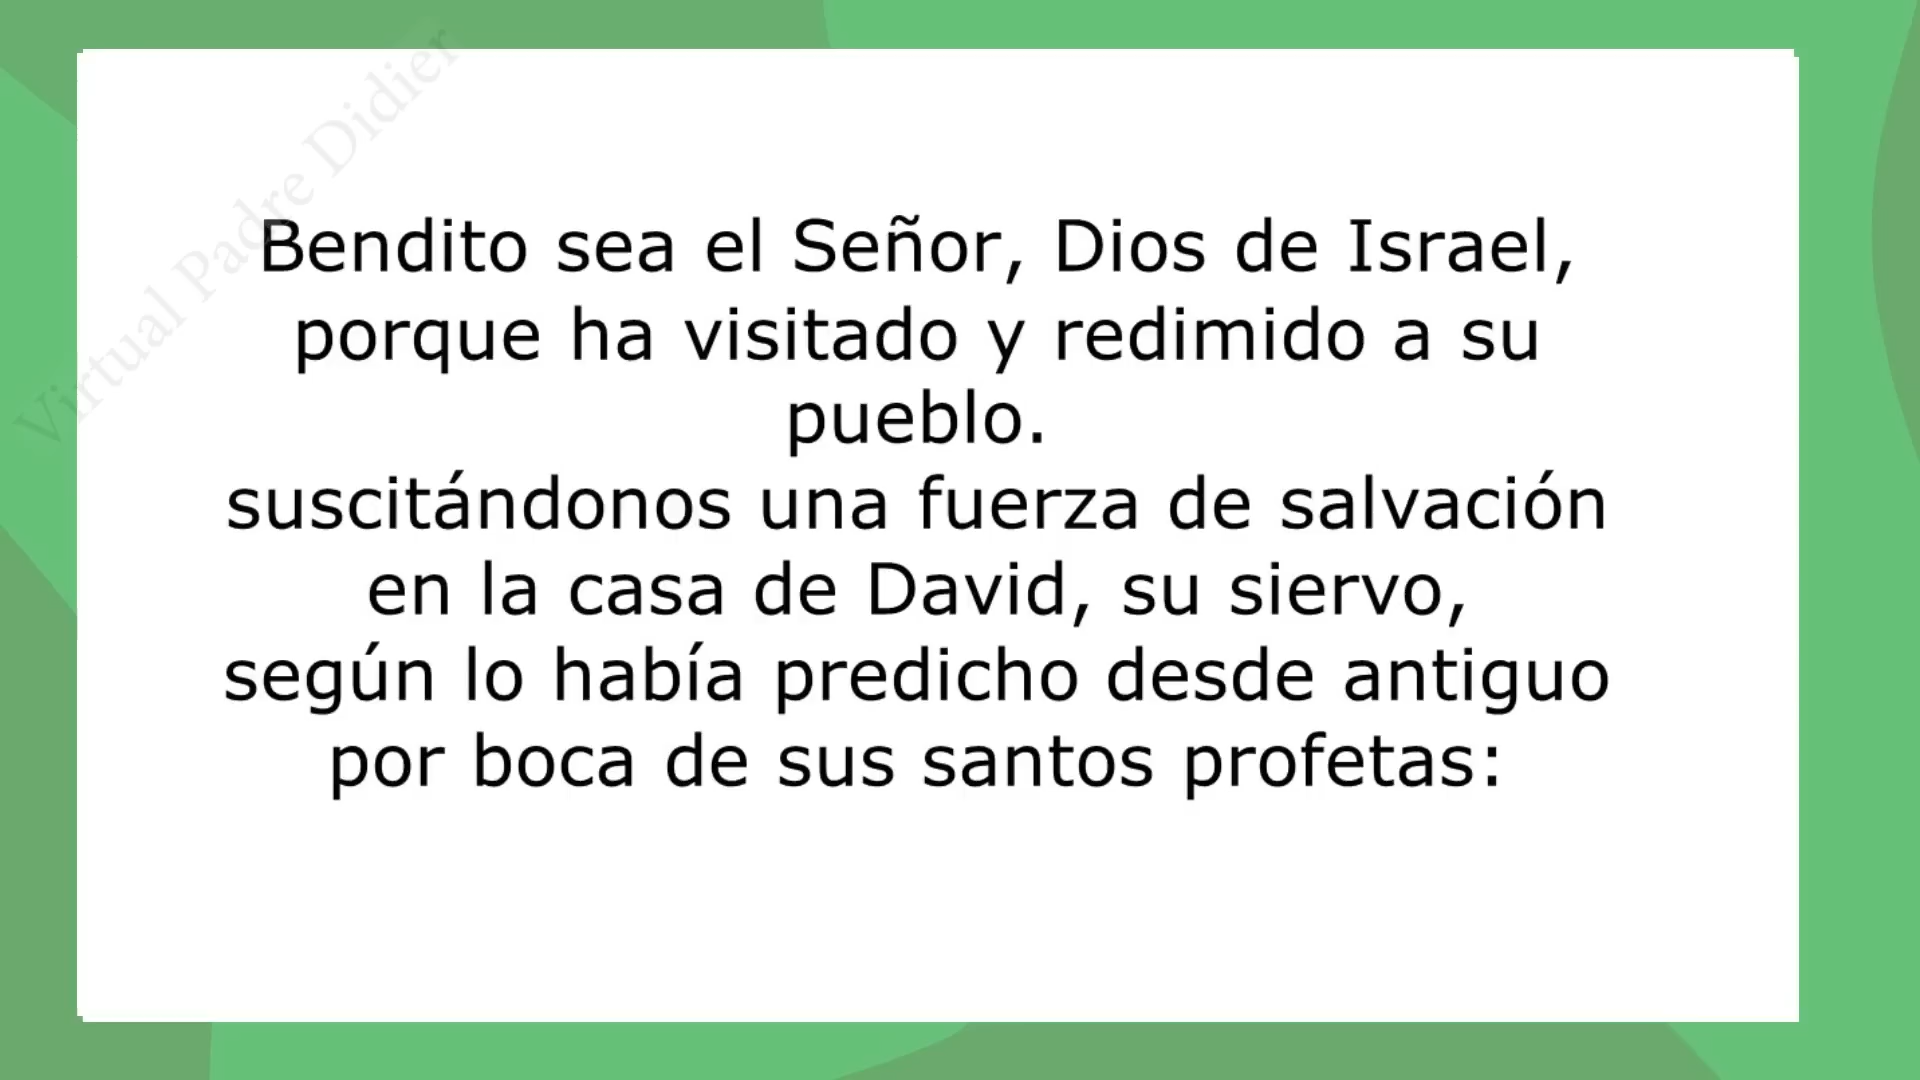 Virtual Padre Didier
Bendito sea el Señor, Dios de Israel,
porque ha visitado y redimido a su
pueblo.
suscitándonos una fuerza de salvación
en la casa de David, su siervo,
según lo había predicho desde antiguo
por boca de sus santos profetas: